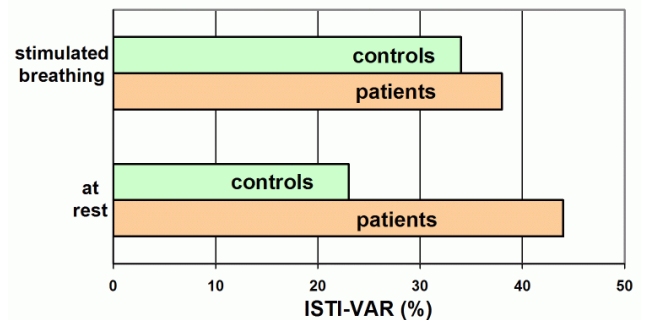 stimulated
breathing
controls
patients
at
rest
controls
patients
0 10 20 30 40 50
ISTI-VAR (%)